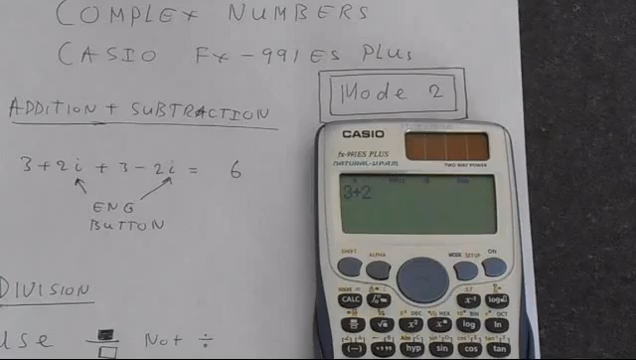 COMPLEX NUMBERS
CASIO Fx-991ES PLUS
Mode 2
ADDITION + SUBTRACTION
3+2i + 3-2i = 6
ENG
BUTTON
DIVISION
USE Not ÷
CASIO
fx-991ES PLUS
NATURAL-V.P.A.M.
TWO WAY POWER
3+2
SHIFT ALPHA MODE SETUP ON
CALC
log ln
(-) hyp sin cos tan